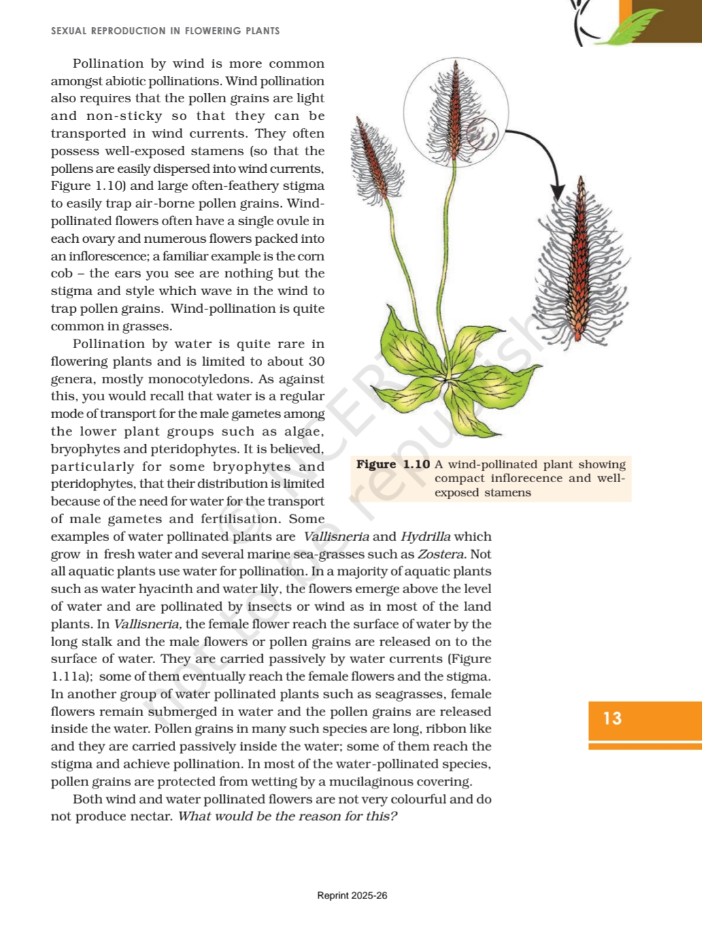 SEXUAL REPRODUCTION IN FLOWERING PLANTS
Pollination by wind is more common
amongst abiotic pollinations. Wind pollination
also requires that the pollen grains are light
and non-sticky so that they can be
transported in wind currents. They often
possess well-exposed stamens (so that the
pollens are easily dispersed into wind currents,
Figure 1.10) and large often-feathery stigma
to easily trap air-borne pollen grains. Wind-
pollinated flowers often have a single ovule in
each ovary and numerous flowers packed into
an inflorescence; a familiar example is the corn
cob – the ears you see are nothing but the
stigma and style which wave in the wind to
trap pollen grains. Wind-pollination is quite
common in grasses.
Pollination by water is quite rare in
flowering plants and is limited to about 30
genera, mostly monocotyledons. As against
this, you would recall that water is a regular
mode of transport for the male gametes among
the lower plant groups such as algae,
bryophytes and pteridophytes. It is believed,
particularly for some bryophytes and
pteridophytes, that their distribution is limited
because of the need for water for the transport
of male gametes and fertilisation. Some
examples of water pollinated plants are Vallisneria and Hydrilla which
grow in fresh water and several marine sea-grasses such as Zostera. Not
all aquatic plants use water for pollination. In a majority of aquatic plants
such as water hyacinth and water lily, the flowers emerge above the level
of water and are pollinated by insects or wind as in most of the land
plants. In Vallisneria, the female flower reach the surface of water by the
long stalk and the male flowers or pollen grains are released on to the
surface of water. They are carried passively by water currents (Figure
1.11a); some of them eventually reach the female flowers and the stigma.
In another group of water pollinated plants such as seagrasses, female
flowers remain submerged in water and the pollen grains are released
inside the water. Pollen grains in many such species are long, ribbon like
and they are carried passively inside the water; some of them reach the
stigma and achieve pollination. In most of the water-pollinated species,
pollen grains are protected from wetting by a mucilaginous covering.
Both wind and water pollinated flowers are not very colourful and do
not produce nectar. What would be the reason for this?
Figure 1.10 A wind-pollinated plant showing
compact inflorecence and well-
exposed stamens
13
Reprint 2025-26
© NCERT
not to be republish